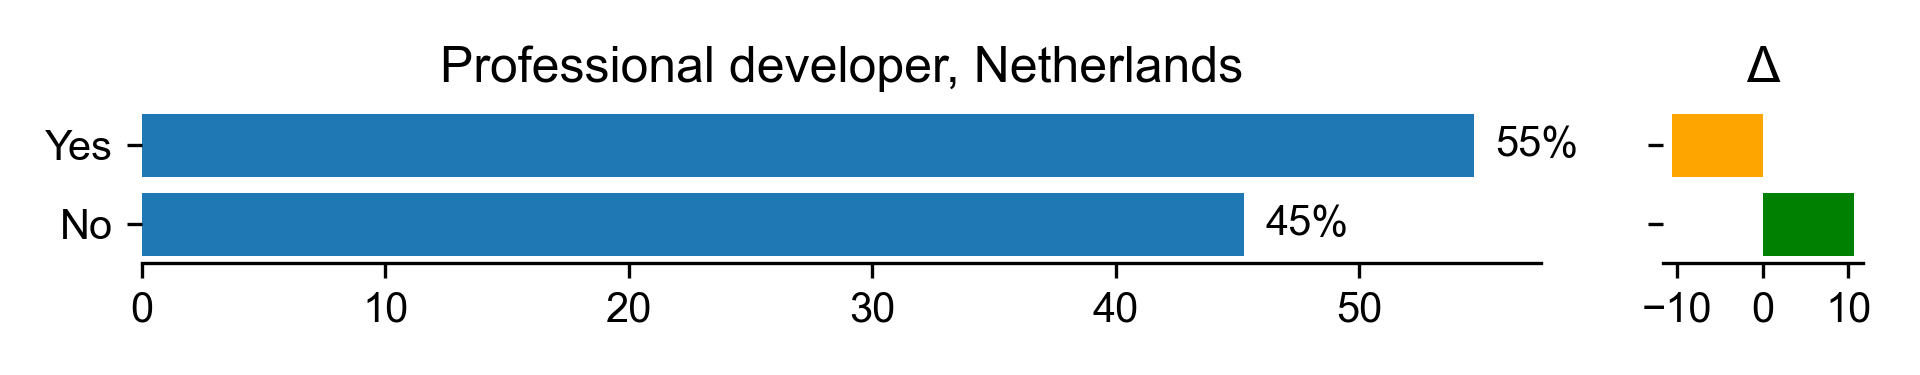 Professional developer, Netherlands
Δ
Yes
55%
No
45%
0 10 20 30 40 50
−10 0 10